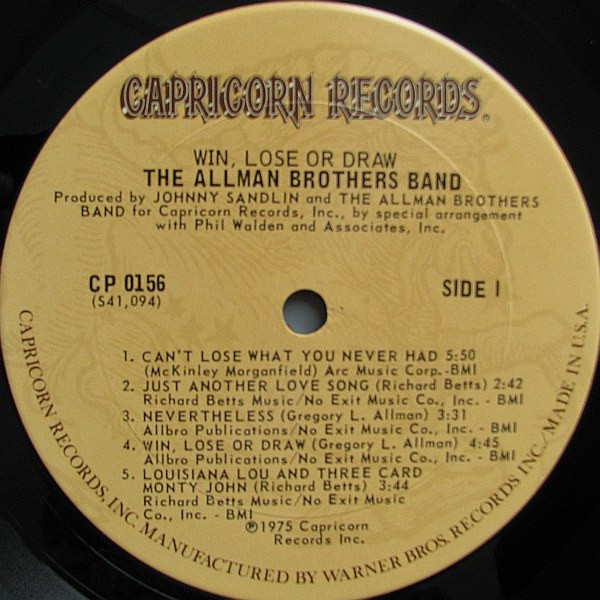 CAPRICORN RECORDS®
WIN, LOSE OR DRAW
THE ALLMAN BROTHERS BAND
Produced by JOHNNY SANDLIN and THE ALLMAN BROTHERS
BAND for Capricorn Records, Inc., by special arrangement
with Phil Walden and Associates, Inc.
CP 0156
(S41,094)
SIDE I
1. CAN'T LOSE WHAT YOU NEVER HAD 5:50
(McKinley Morganfield) Arc Music Corp.-BMI
2. JUST ANOTHER LOVE SONG (Richard Betts) 2:42
Richard Betts Music/No Exit Music Co., Inc. - BMI
3. NEVERTHELESS (Gregory L. Allman) 3:31
Allbro Publications/No Exit Music Co., Inc. - BMI
4. WIN, LOSE OR DRAW (Gregory L. Allman) 4:45
Allbro Publications/No Exit Music Co., Inc. - BMI
5. LOUISIANA LOU AND THREE CARD
MONTY JOHN (Richard Betts) 3:44
Richard Betts Music/No Exit Music
Co., Inc. - BMI
℗1975 Capricorn
Records Inc.
CAPRICORN RECORDS, INC. MANUFACTURED BY WARNER BROS. RECORDS INC./MADE IN U.S.A.